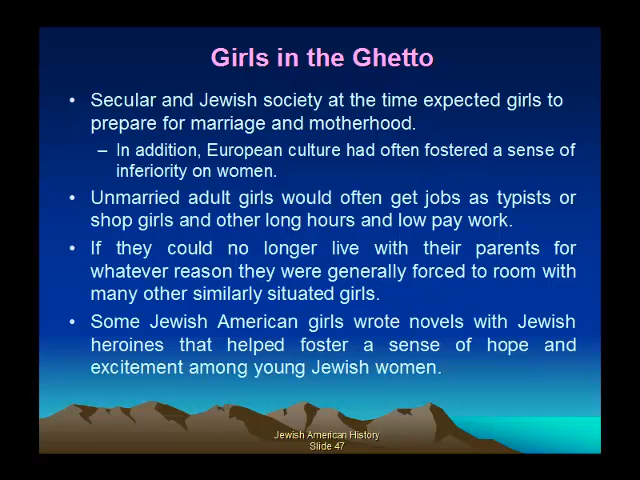 Girls in the Ghetto
• Secular and Jewish society at the time expected girls to
prepare for marriage and motherhood.
– In addition, European culture had often fostered a sense of
inferiority on women.
• Unmarried adult girls would often get jobs as typists or
shop girls and other long hours and low pay work.
• If they could no longer live with their parents for
whatever reason they were generally forced to room with
many other similarly situated girls.
• Some Jewish American girls wrote novels with Jewish
heroines that helped foster a sense of hope and
excitement among young Jewish women.
Jewish American History
Slide 47